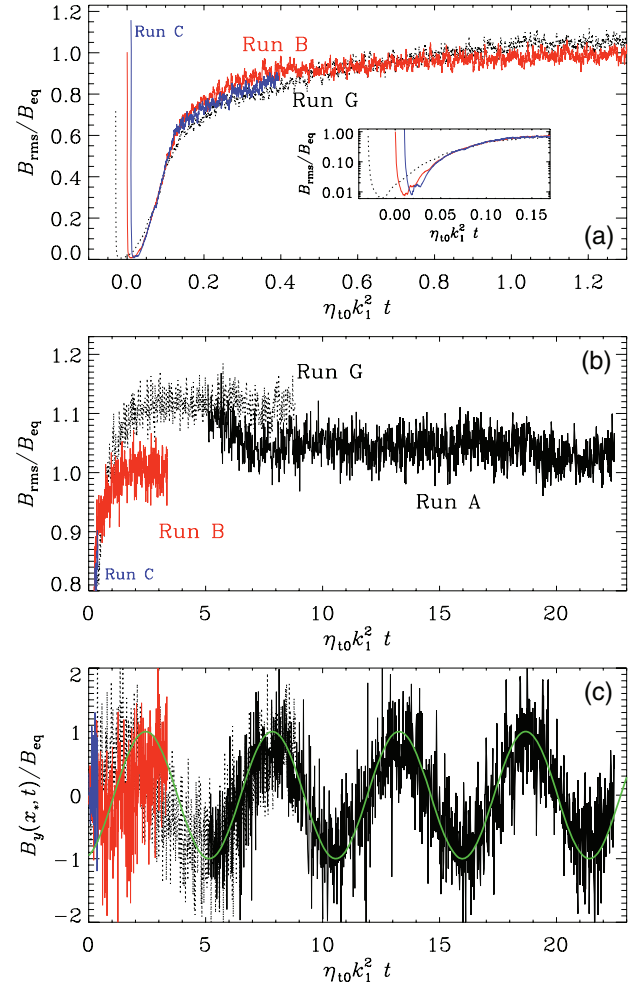 1.2
1.0
0.8
0.6
0.4
0.2
0.0
B_rms/B_eq
Run C
Run B
Run G
1.00
0.10
0.01
B_rms/B_eq
0.00 0.05 0.10 0.15
η_t0 k_1^2 t
(a)
0.0 0.2 0.4 0.6 0.8 1.0 1.2
η_t0 k_1^2 t
1.2
1.1
1.0
0.9
0.8
B_rms/B_eq
(b)
Run G
Run A
Run B
Run C
0 5 10 15 20
η_t0 k_1^2 t
2
1
0
-1
-2
B_y(x_*,t)/B_eq
(c)
0 5 10 15 20
η_t0 k_1^2 t